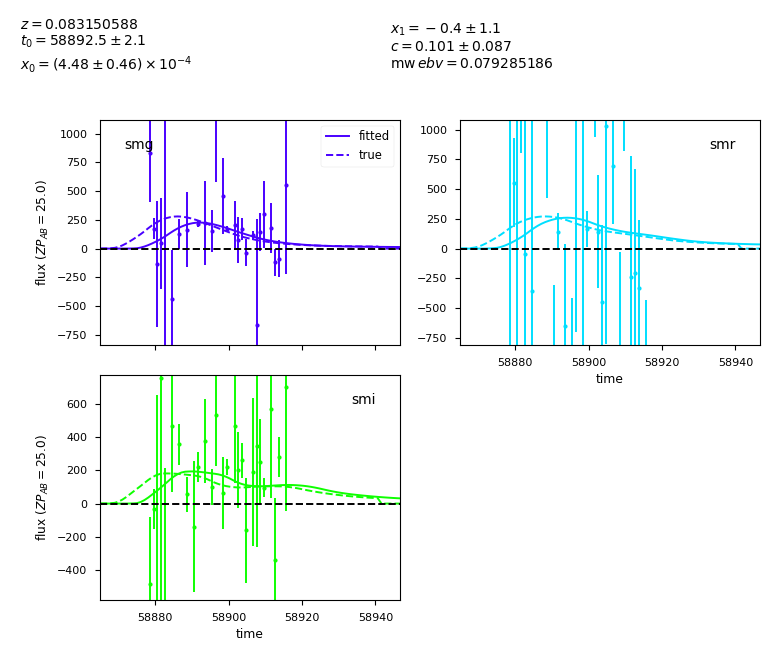 z = 0.083150588
t₀ = 58892.5 ± 2.1
x₀ = (4.48 ± 0.46) × 10⁻⁴
x₁ = −0.4 ± 1.1
c = 0.101 ± 0.087
mw ebv = 0.079285186
smg
fitted
true
1000
750
500
250
0
−250
−500
−750
flux (ZP_AB = 25.0)
smr
1000
750
500
250
0
−250
−500
−750
58880 58900 58920 58940
time
smi
600
400
200
0
−200
−400
flux (ZP_AB = 25.0)
58880 58900 58920 58940
time